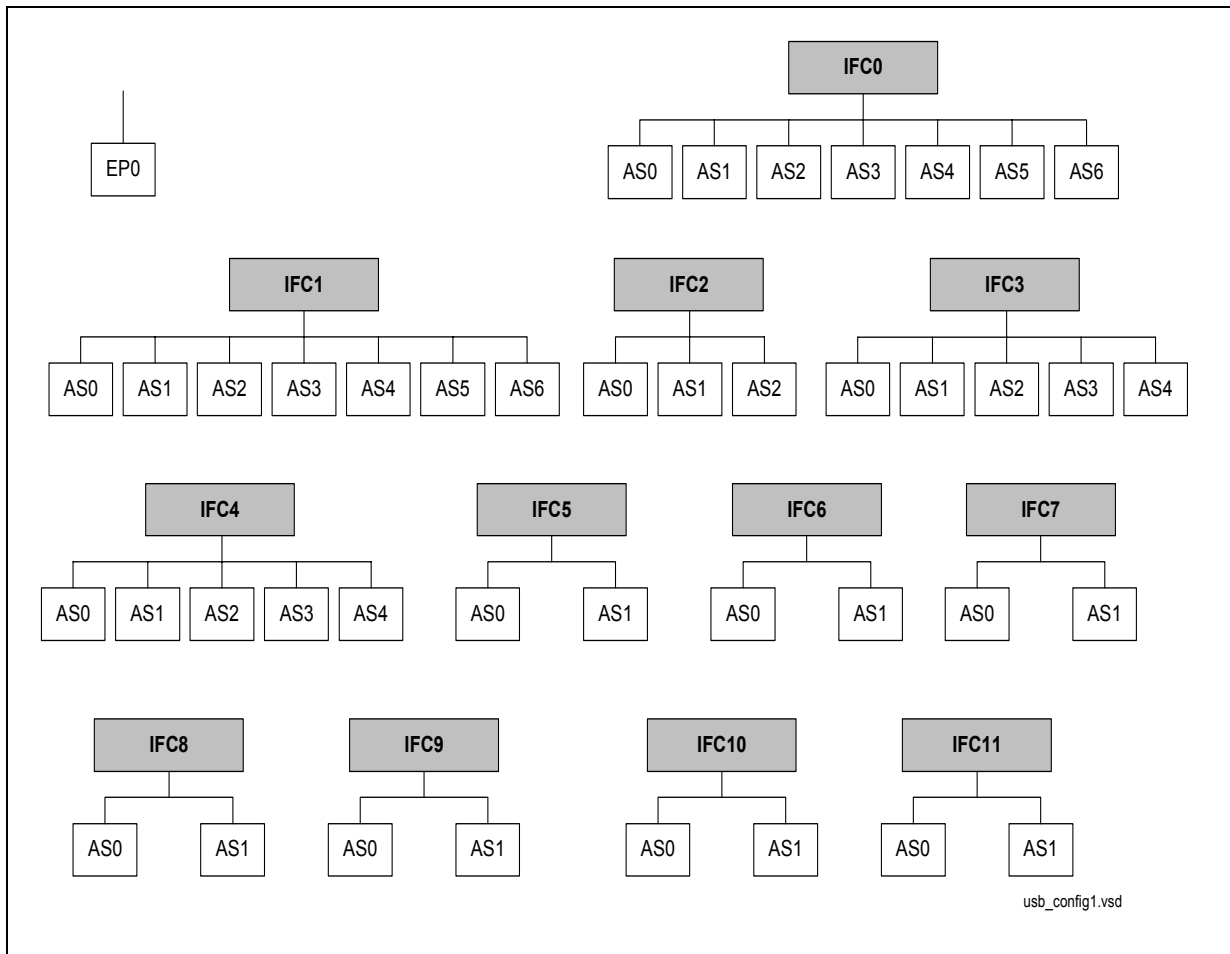 IFC0
EP0
AS0 AS1 AS2 AS3 AS4 AS5 AS6
IFC1 IFC2 IFC3
AS0 AS1 AS2 AS3 AS4 AS5 AS6 AS0 AS1 AS2 AS0 AS1 AS2 AS3 AS4
IFC4 IFC5 IFC6 IFC7
AS0 AS1 AS2 AS3 AS4 AS0 AS1 AS0 AS1 AS0 AS1
IFC8 IFC9 IFC10 IFC11
AS0 AS1 AS0 AS1 AS0 AS1 AS0 AS1
usb_config1.vsd